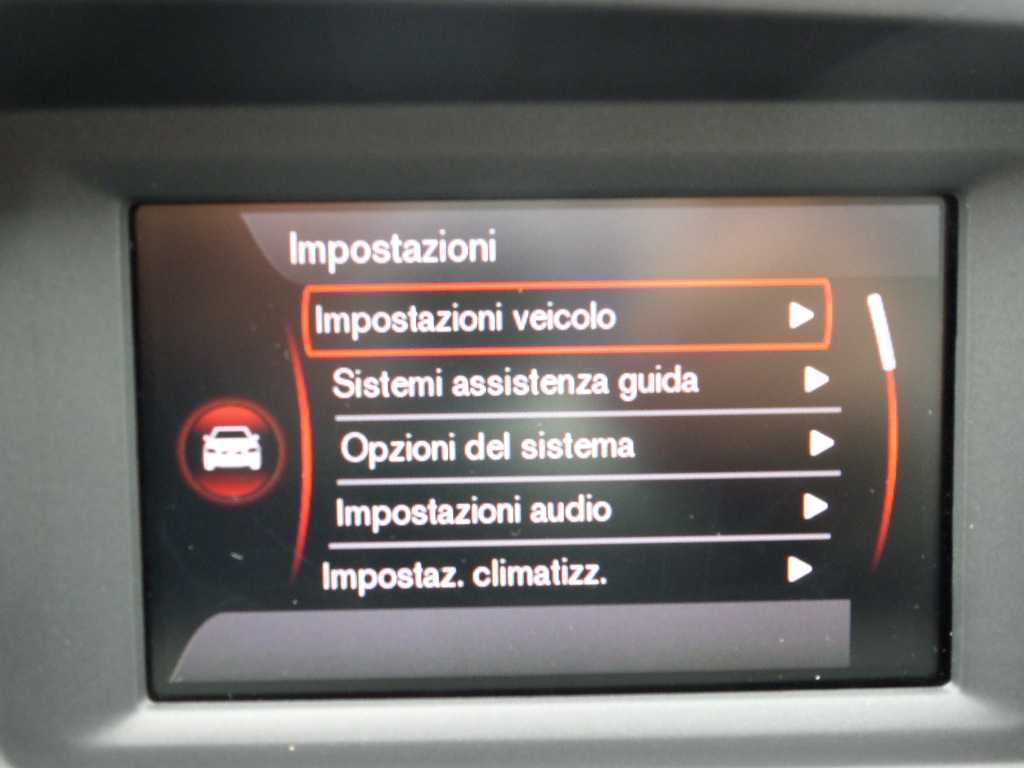 Impostazioni
Impostazioni veicolo
Sistemi assistenza guida
Opzioni del sistema
Impostazioni audio
Impostaz. climatizz.